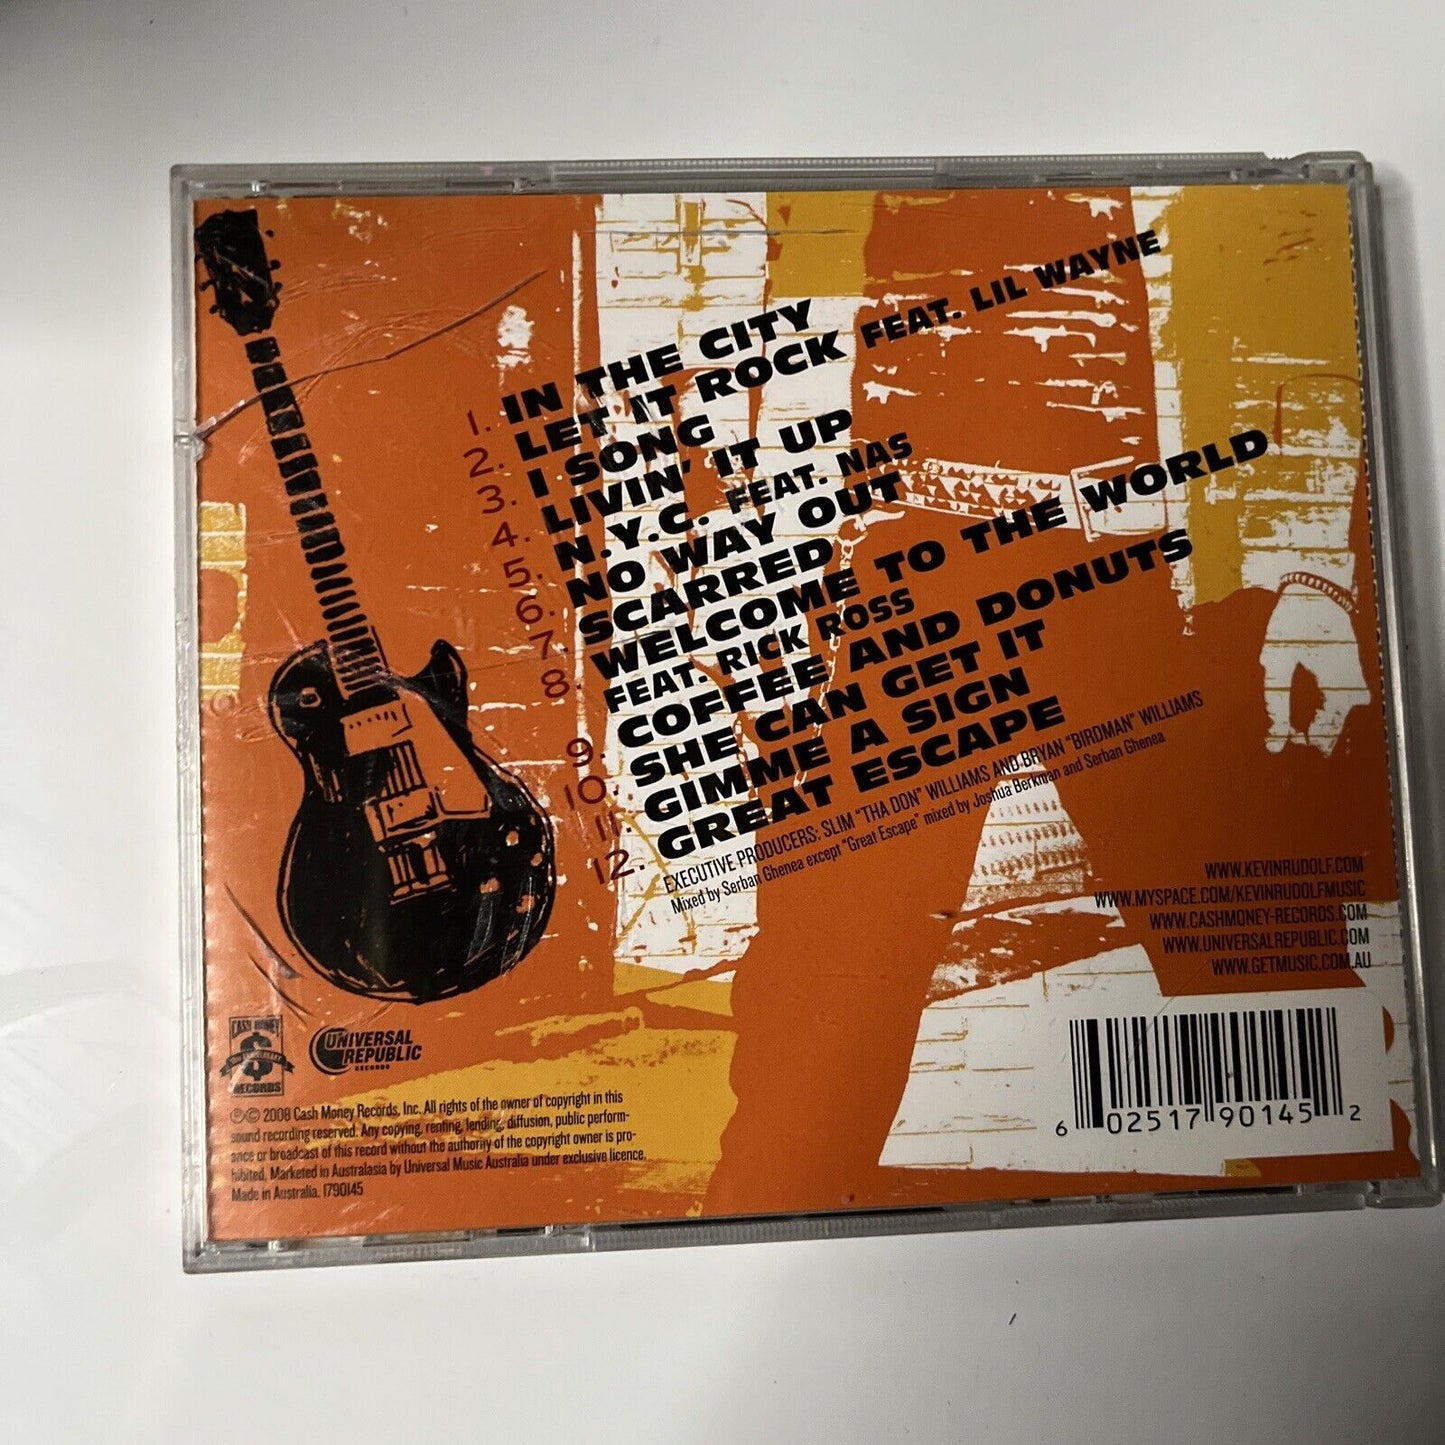 1. IN THE CITY
2. LET IT ROCK FEAT. LIL WAYNE
3. I SONG
4. LIVIN' IT UP
5. N.Y.C. FEAT. NAS
6. NO WAY OUT
7. SCARRED
8. WELCOME TO THE WORLD
FEAT. RICK ROSS
9. COFFEE AND DONUTS
10. SHE CAN GET IT
11. GIMME A SIGN
12. GREAT ESCAPE
EXECUTIVE PRODUCERS: SLIM "THA DON" WILLIAMS AND BRYAN "BIRDMAN" WILLIAMS
Mixed by Serban Ghenea except "Great Escape" mixed by Joshua Berkman and Serban Ghenea
WWW.KEVINRUDOLF.COM
WWW.MYSPACE.COM/KEVINRUDOLFMUSIC
WWW.CASHMONEY-RECORDS.COM
WWW.UNIVERSALREPUBLIC.COM
WWW.GETMUSIC.COM.AU
CASH MONEY
ANNIVERSARY
RECORDS
UNIVERSAL
REPUBLIC
RECORDS
℗© 2008 Cash Money Records, Inc. All rights of the owner of copyright in this
sound recording reserved. Any copying, renting, lending, diffusion, public perform-
ance or broadcast of this record without the authority of the copyright owner is pro-
hibited. Marketed in Australasia by Universal Music Australia under exclusive licence.
Made in Australia. 1790145
6 02517 90145 2